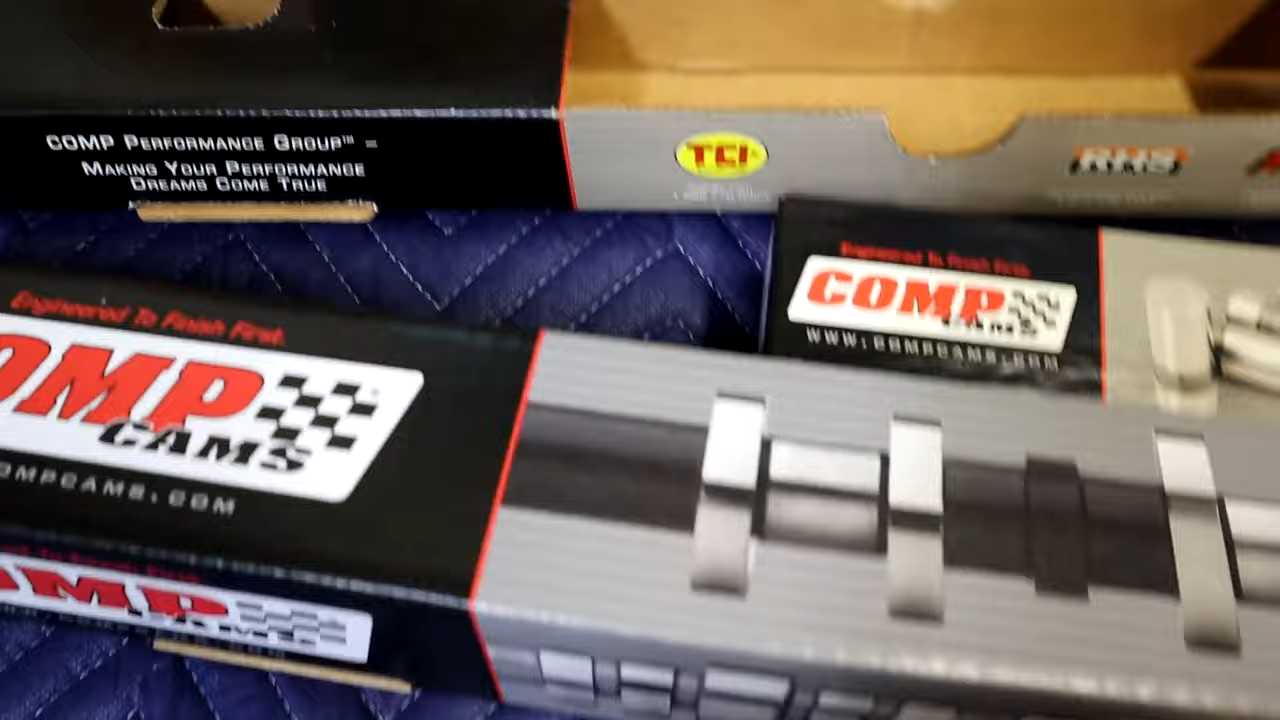 COMP PERFORMANCE GROUP™ –
MAKING YOUR PERFORMANCE
DREAMS COME TRUE
TCI
RHS
Engineered To Finish First.
COMP
CAMS
WWW.COMPCAMS.COM
Engineered To Finish First.
OMP
CAMS
OMPCAMS.COM
OMP
CAMS